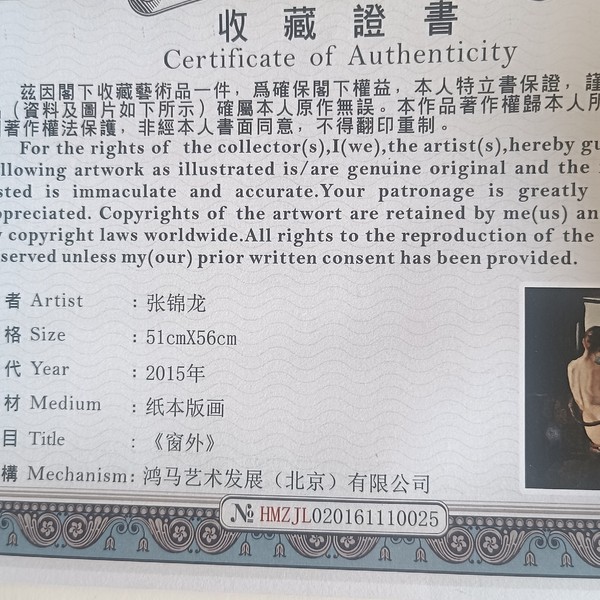 收藏證書
Certificate of Authenticity
茲因閣下收藏藝術品一件，爲確保閣下權益，本人特立書保證，謹
（資料及圖片如下所示）確屬本人原作無誤。本作品著作權歸本人所
著作權法保護，非經本人書面同意，不得翻印重制。
For the rights of the collector(s),I(we),the artist(s),hereby gu
llowing artwork as illustrated is/are genuine original and the
sted is immaculate and accurate.Your patronage is greatly
ppreciated. Copyrights of the artwort are retained by me(us) an
y copyright laws worldwide.All rights to the reproduction of the
served unless my(our) prior written consent has been provided.
者 Artist : 张锦龙
格 Size : 51cmX56cm
代 Year : 2015年
材 Medium : 纸本版画
目 Title : 《窗外》
構 Mechanism: 鸿马艺术发展（北京）有限公司
№ HMZJL020161110025